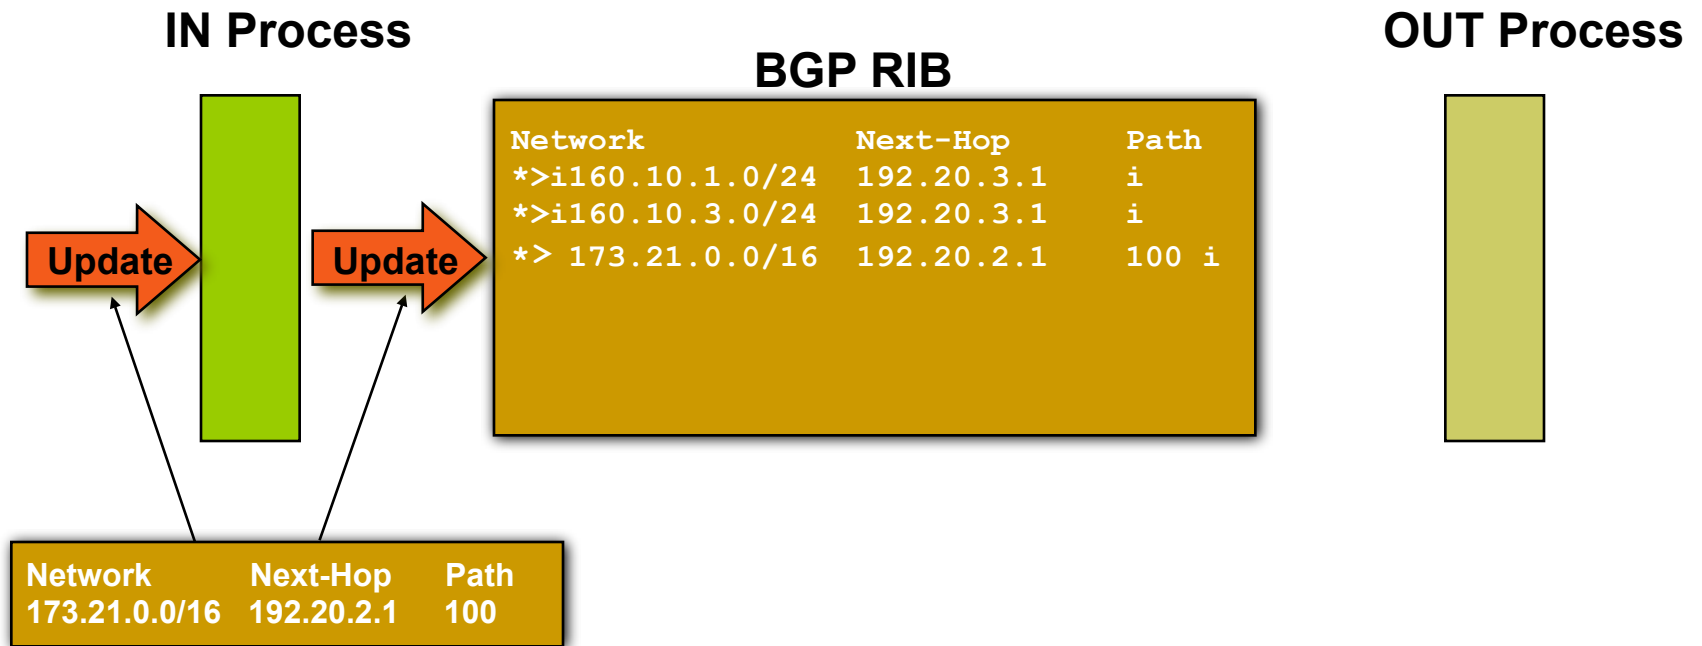 IN Process
OUT Process
BGP RIB
Network Next-Hop Path
*>i160.10.1.0/24 192.20.3.1 i
*>i160.10.3.0/24 192.20.3.1 i
*> 173.21.0.0/16 192.20.2.1 100 i
Update
Update
Network Next-Hop Path
173.21.0.0/16 192.20.2.1 100